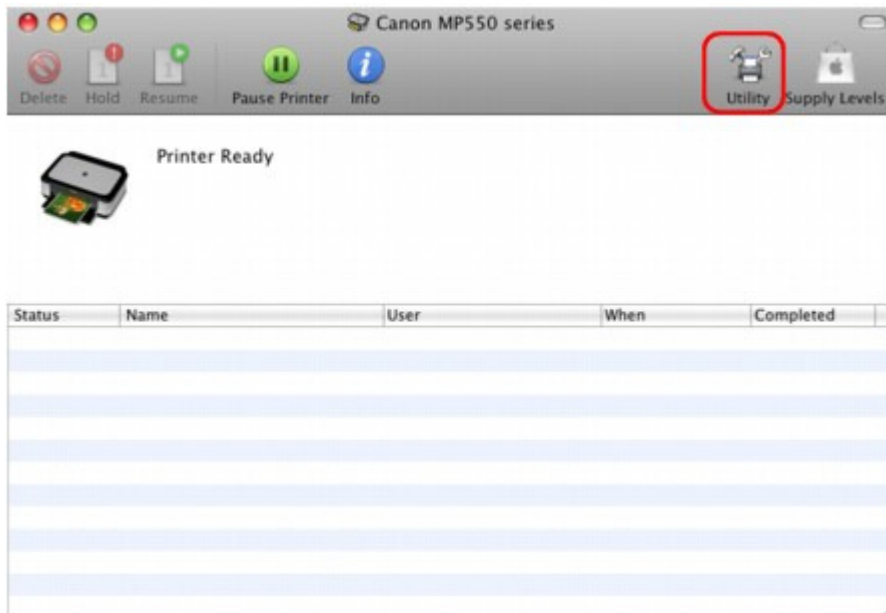 Canon MP550 series
Delete Hold Resume Pause Printer Info Utility Supply Levels
Printer Ready
Status Name User When Completed